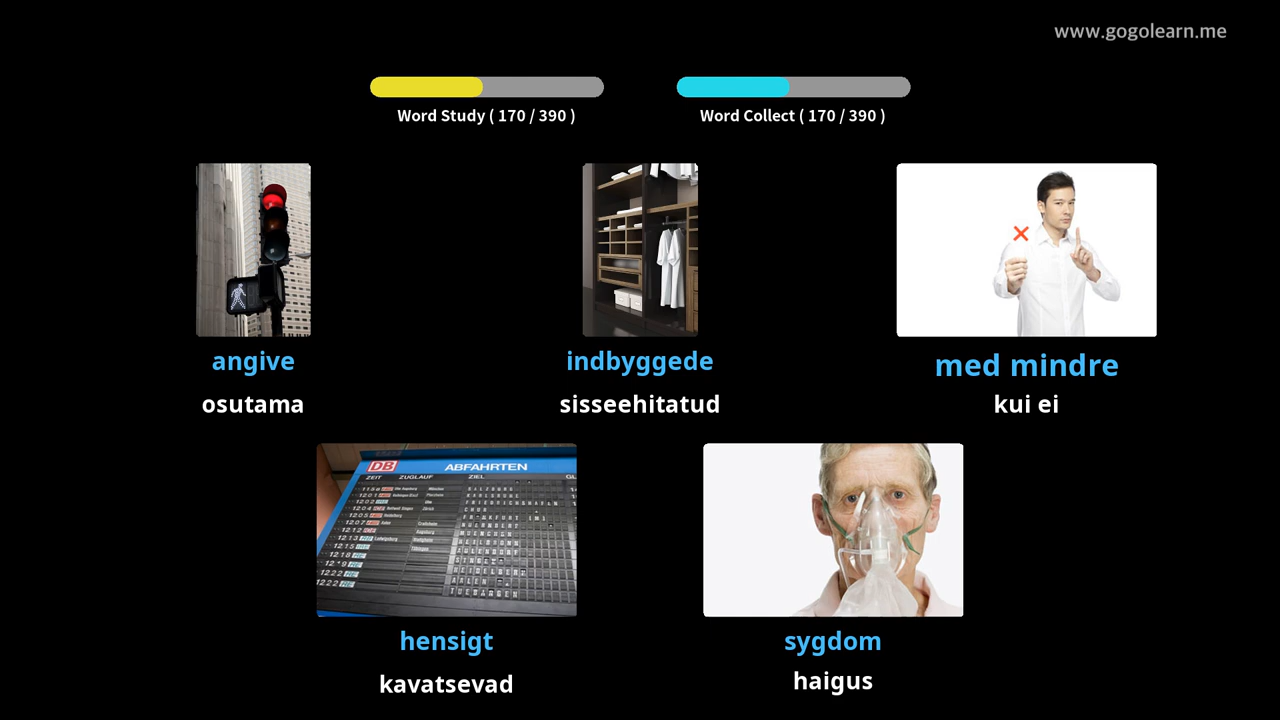 www.gogolearn.me
Word Study ( 170 / 390 )
Word Collect ( 170 / 390 )
angive
osutama
indbyggede
sisseehitatud
med mindre
kui ei
DB ABFAHRTEN
ZEIT ZUGLAUF ZIEL
hensigt
kavatsevad
sygdom
haigus